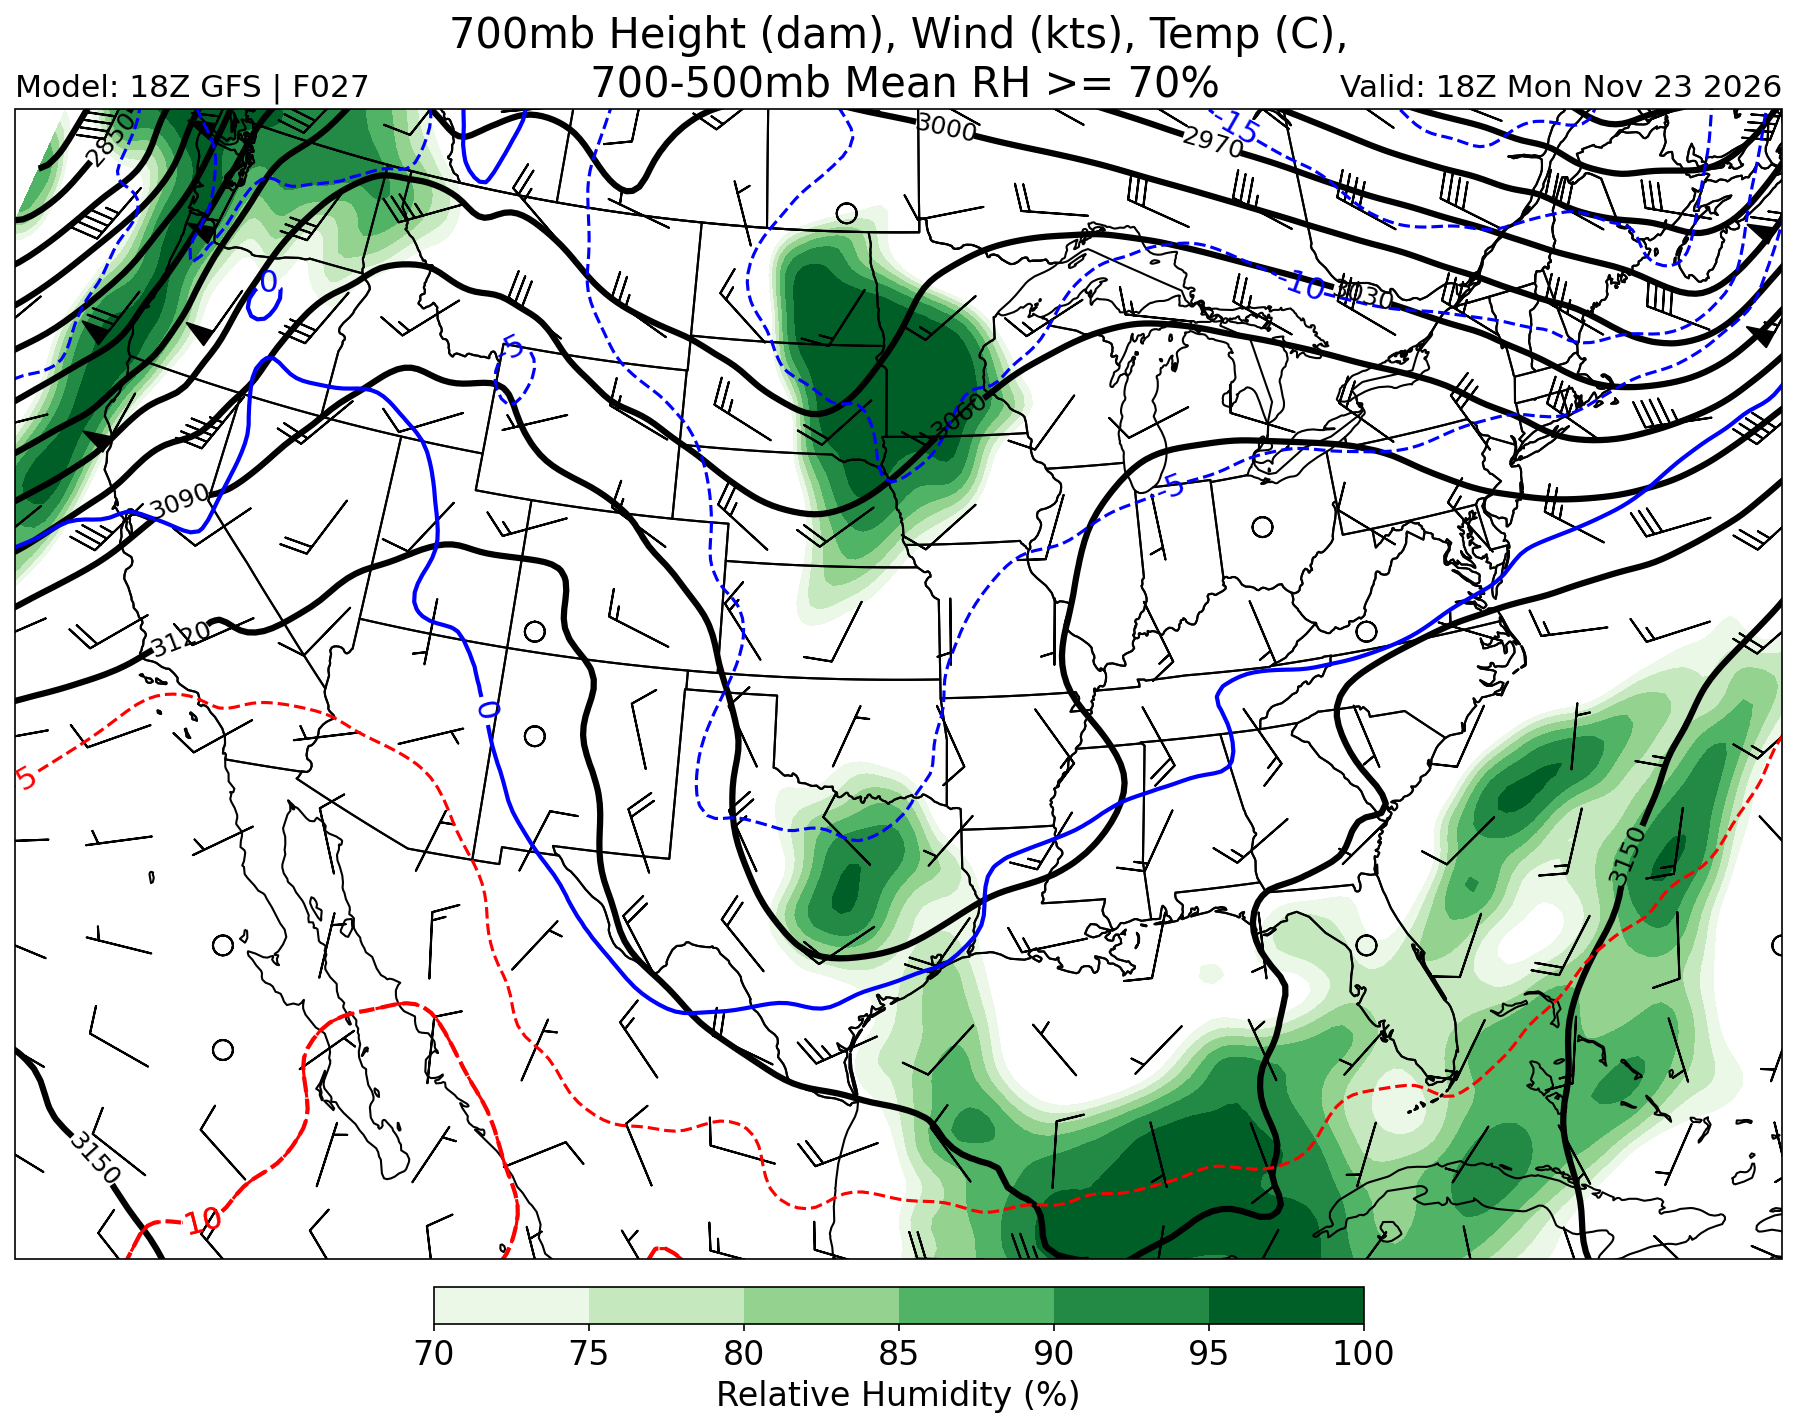 700mb Height (dam), Wind (kts), Temp (C),
700-500mb Mean RH >= 70%
Model: 18Z GFS | F027
Valid: 18Z Mon Nov 23 2026
2850
3000
2970
-15
0
-10
3030
-5
3060
3090
-5
3120
0
5
3150
3150
10
70 75 80 85 90 95 100
Relative Humidity (%)